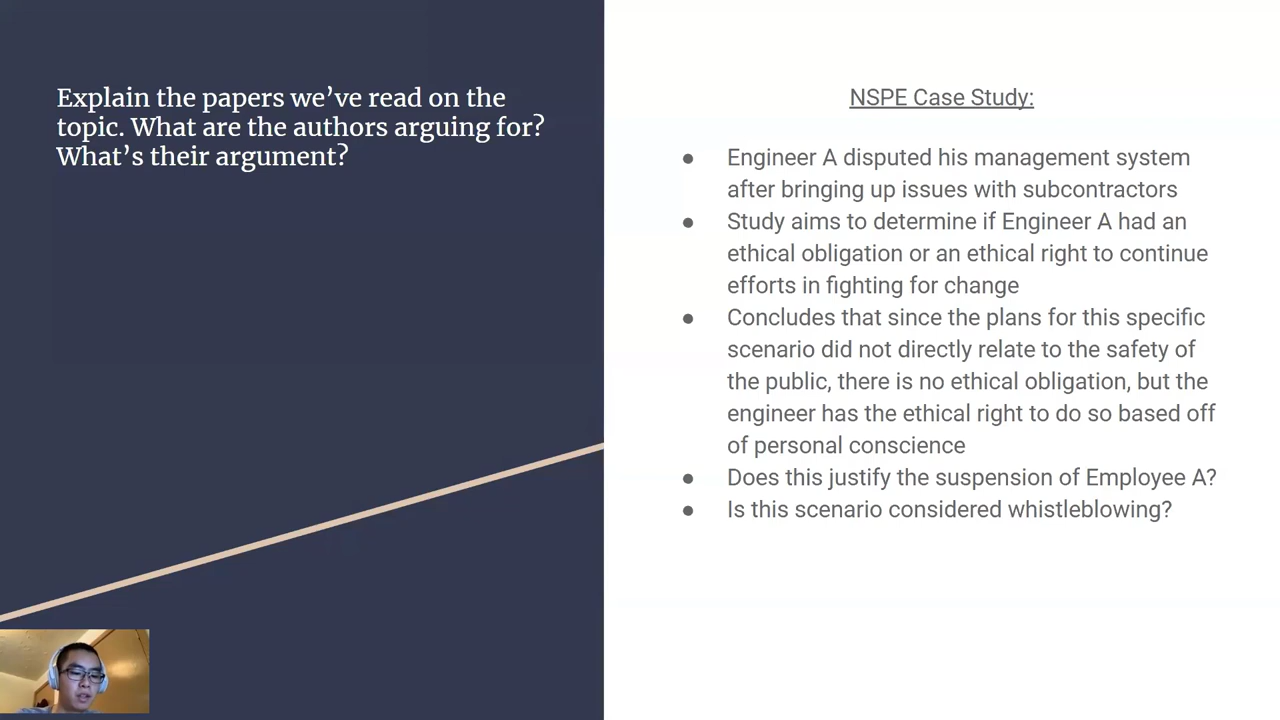 Explain the papers we’ve read on the
topic. What are the authors arguing for?
What’s their argument?
NSPE Case Study:
● Engineer A disputed his management system
after bringing up issues with subcontractors
● Study aims to determine if Engineer A had an
ethical obligation or an ethical right to continue
efforts in fighting for change
● Concludes that since the plans for this specific
scenario did not directly relate to the safety of
the public, there is no ethical obligation, but the
engineer has the ethical right to do so based off
of personal conscience
● Does this justify the suspension of Employee A?
● Is this scenario considered whistleblowing?